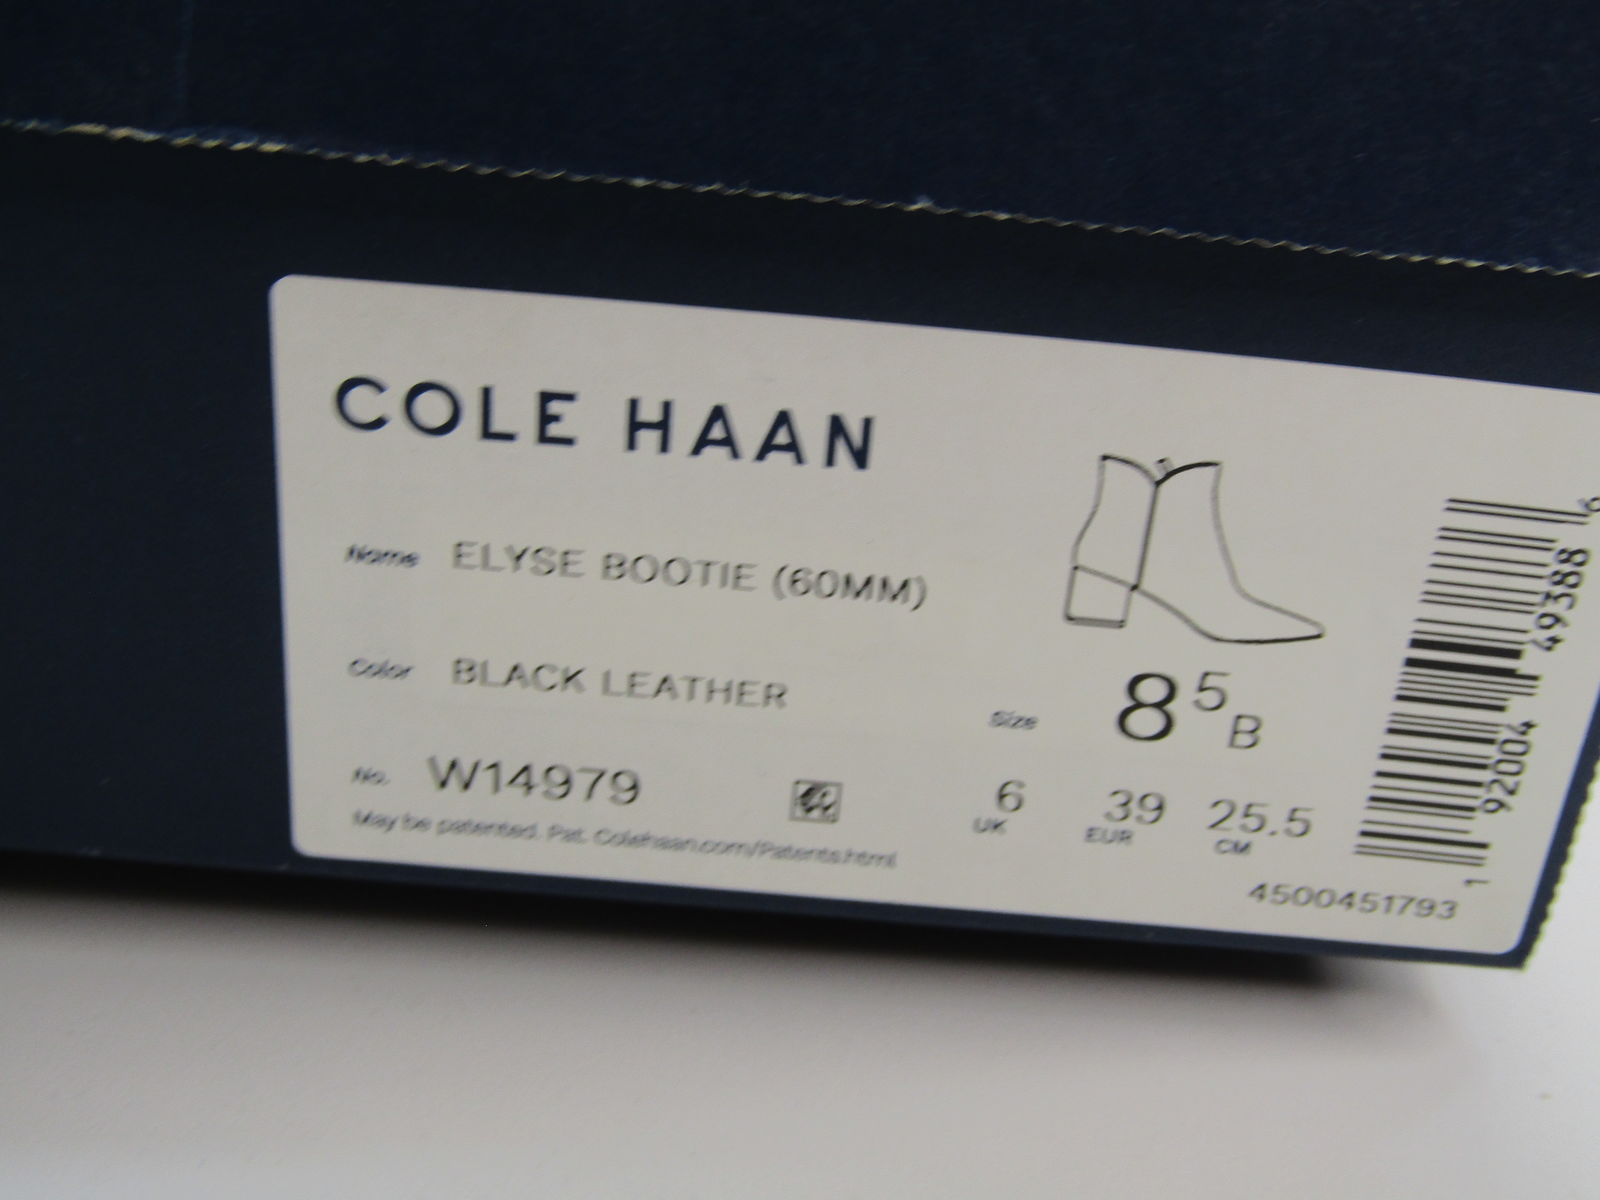 COLE HAAN
Name ELYSE BOOTIE (60MM)
Color BLACK LEATHER
Size 8 5 B
No. W14979
6 UK 39 EUR 25.5 CM
May be patented. Pat. Colehaan.com/Patents.html
4500451793
1 92004 49388 6